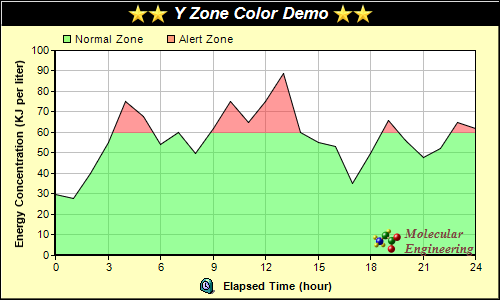 Y Zone Color Demo
Normal Zone
Alert Zone
Energy Concentration (KJ per liter)
100
90
80
70
60
50
40
30
20
10
0
0 3 6 9 12 15 18 21 24
Molecular
Engineering
Elapsed Time (hour)